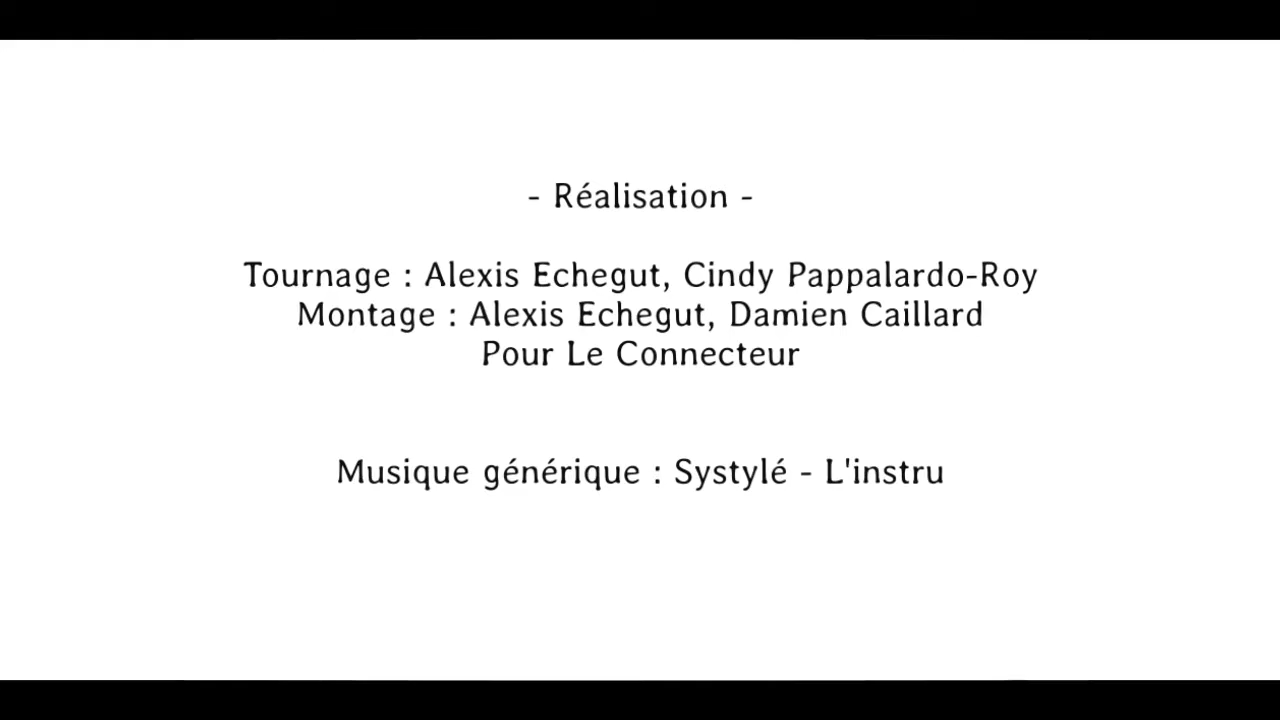 - Réalisation -
Tournage : Alexis Echegut, Cindy Pappalardo-Roy
Montage : Alexis Echegut, Damien Caillard
Pour Le Connecteur
Musique générique : Systylé - L'instru